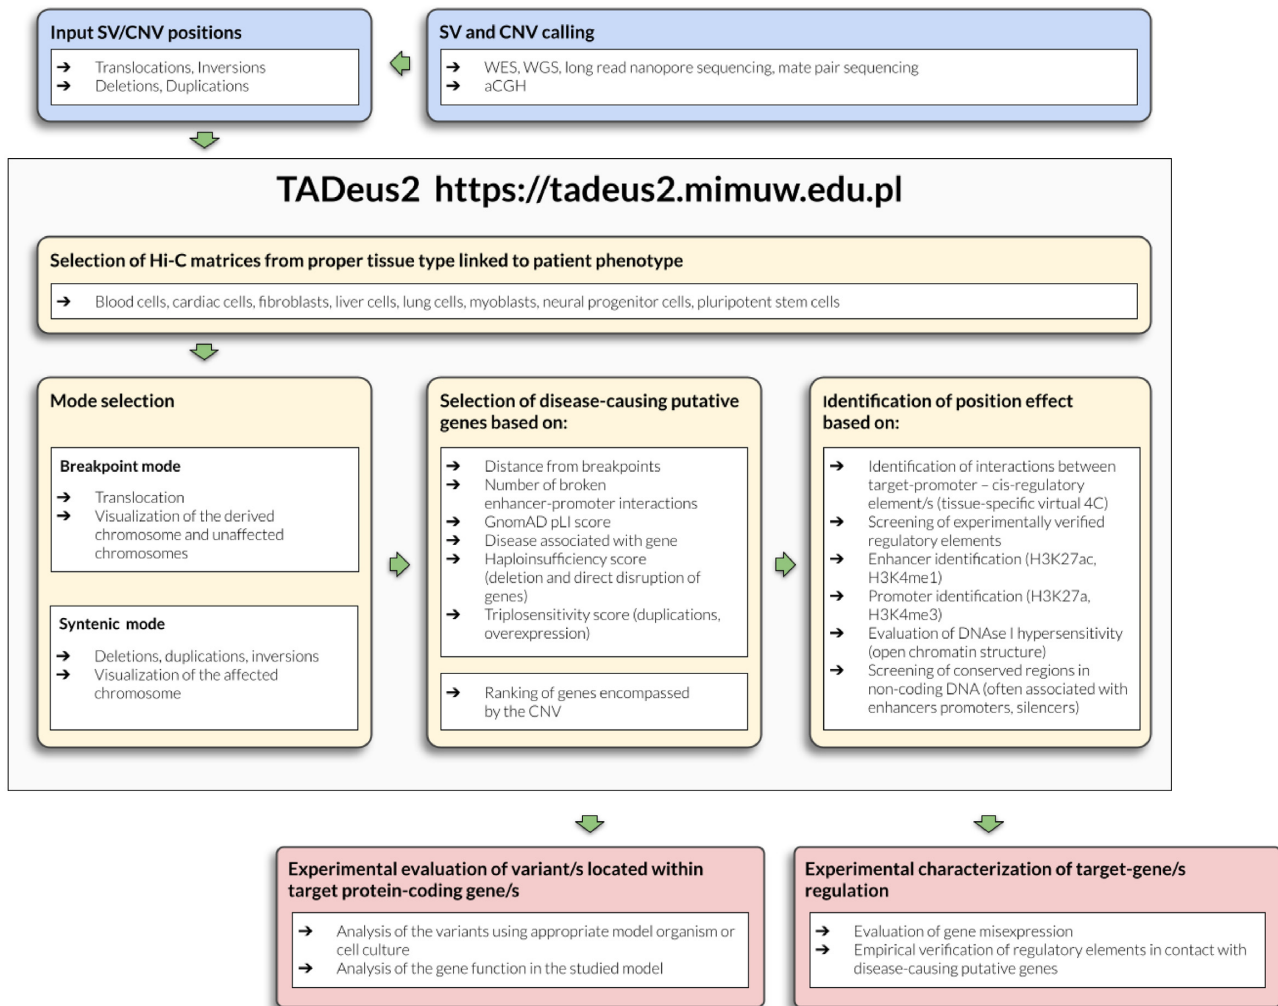 Input SV/CNV positions
➔ Translocations, Inversions
➔ Deletions, Duplications
SV and CNV calling
➔ WES, WGS, long read nanopore sequencing, mate pair sequencing
➔ aCGH
TADeus2 https://tadeus2.mimuw.edu.pl
Selection of Hi-C matrices from proper tissue type linked to patient phenotype
➔ Blood cells, cardiac cells, fibroblasts, liver cells, lung cells, myoblasts, neural progenitor cells, pluripotent stem cells
Mode selection
Breakpoint mode
➔ Translocation
➔ Visualization of the derived
chromosome and unaffected
chromosomes
Syntenic mode
➔ Deletions, duplications, inversions
➔ Visualization of the affected
chromosome
Selection of disease-causing putative
genes based on:
➔ Distance from breakpoints
➔ Number of broken
enhancer-promoter interactions
➔ GnomAD pLI score
➔ Disease associated with gene
➔ Haploinsufficiency score
(deletion and direct disruption of
genes)
➔ Triplosensitivity score (duplications,
overexpression)
➔ Ranking of genes encompassed
by the CNV
Identification of position effect
based on:
➔ Identification of interactions between
target-promoter – cis-regulatory
element/s (tissue-specific virtual 4C)
➔ Screening of experimentally verified
regulatory elements
➔ Enhancer identification (H3K27ac,
H3K4me1)
➔ Promoter identification (H3K27a,
H3K4me3)
➔ Evaluation of DNAse I hypersensitivity
(open chromatin structure)
➔ Screening of conserved regions in
non-coding DNA (often associated with
enhancers promoters, silencers)
Experimental evaluation of variant/s located within
target protein-coding gene/s
➔ Analysis of the variants using appropriate model organism or
cell culture
➔ Analysis of the gene function in the studied model
Experimental characterization of target-gene/s
regulation
➔ Evaluation of gene misexpression
➔ Empirical verification of regulatory elements in contact with
disease-causing putative genes